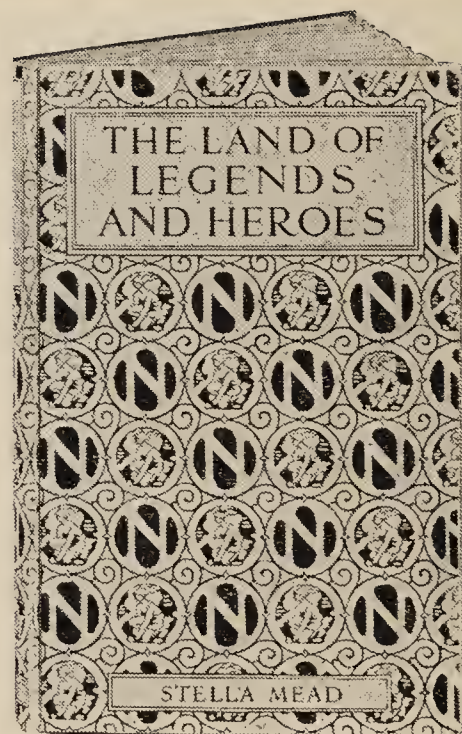 THE LAND OF
LEGENDS
AND HEROES
N N N
N N
N N N
N N
N N N
STELLA MEAD